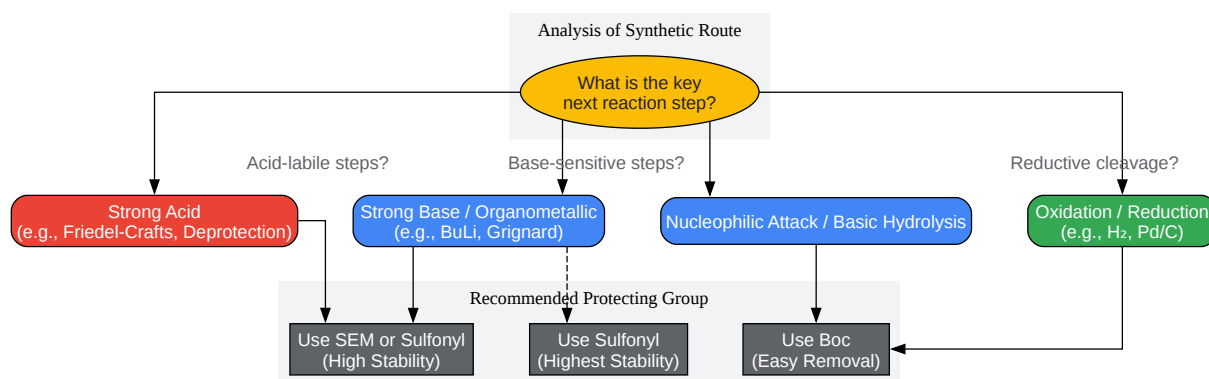 Analysis of Synthetic Route
What is the key
next reaction step?
Acid-labile steps?
Base-sensitive steps?
Reductive cleavage?
Strong Acid
(e.g., Friedel-Crafts, Deprotection)
Strong Base / Organometallic
(e.g., BuLi, Grignard)
Nucleophilic Attack / Basic Hydrolysis
Oxidation / Reduction
(e.g., H₂, Pd/C)
Recommended Protecting Group
Use SEM or Sulfonyl
(High Stability)
Use Sulfonyl
(Highest Stability)
Use Boc
(Easy Removal)